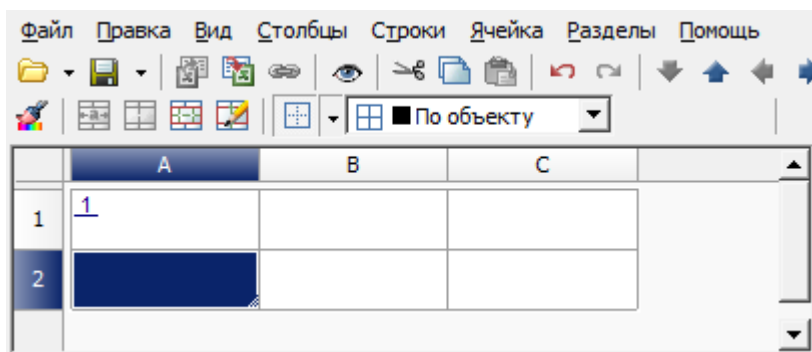 Файл Правка Вид Столбцы Строки Ячейка Разделы Помощь
По объекту
A B C
1 1
2